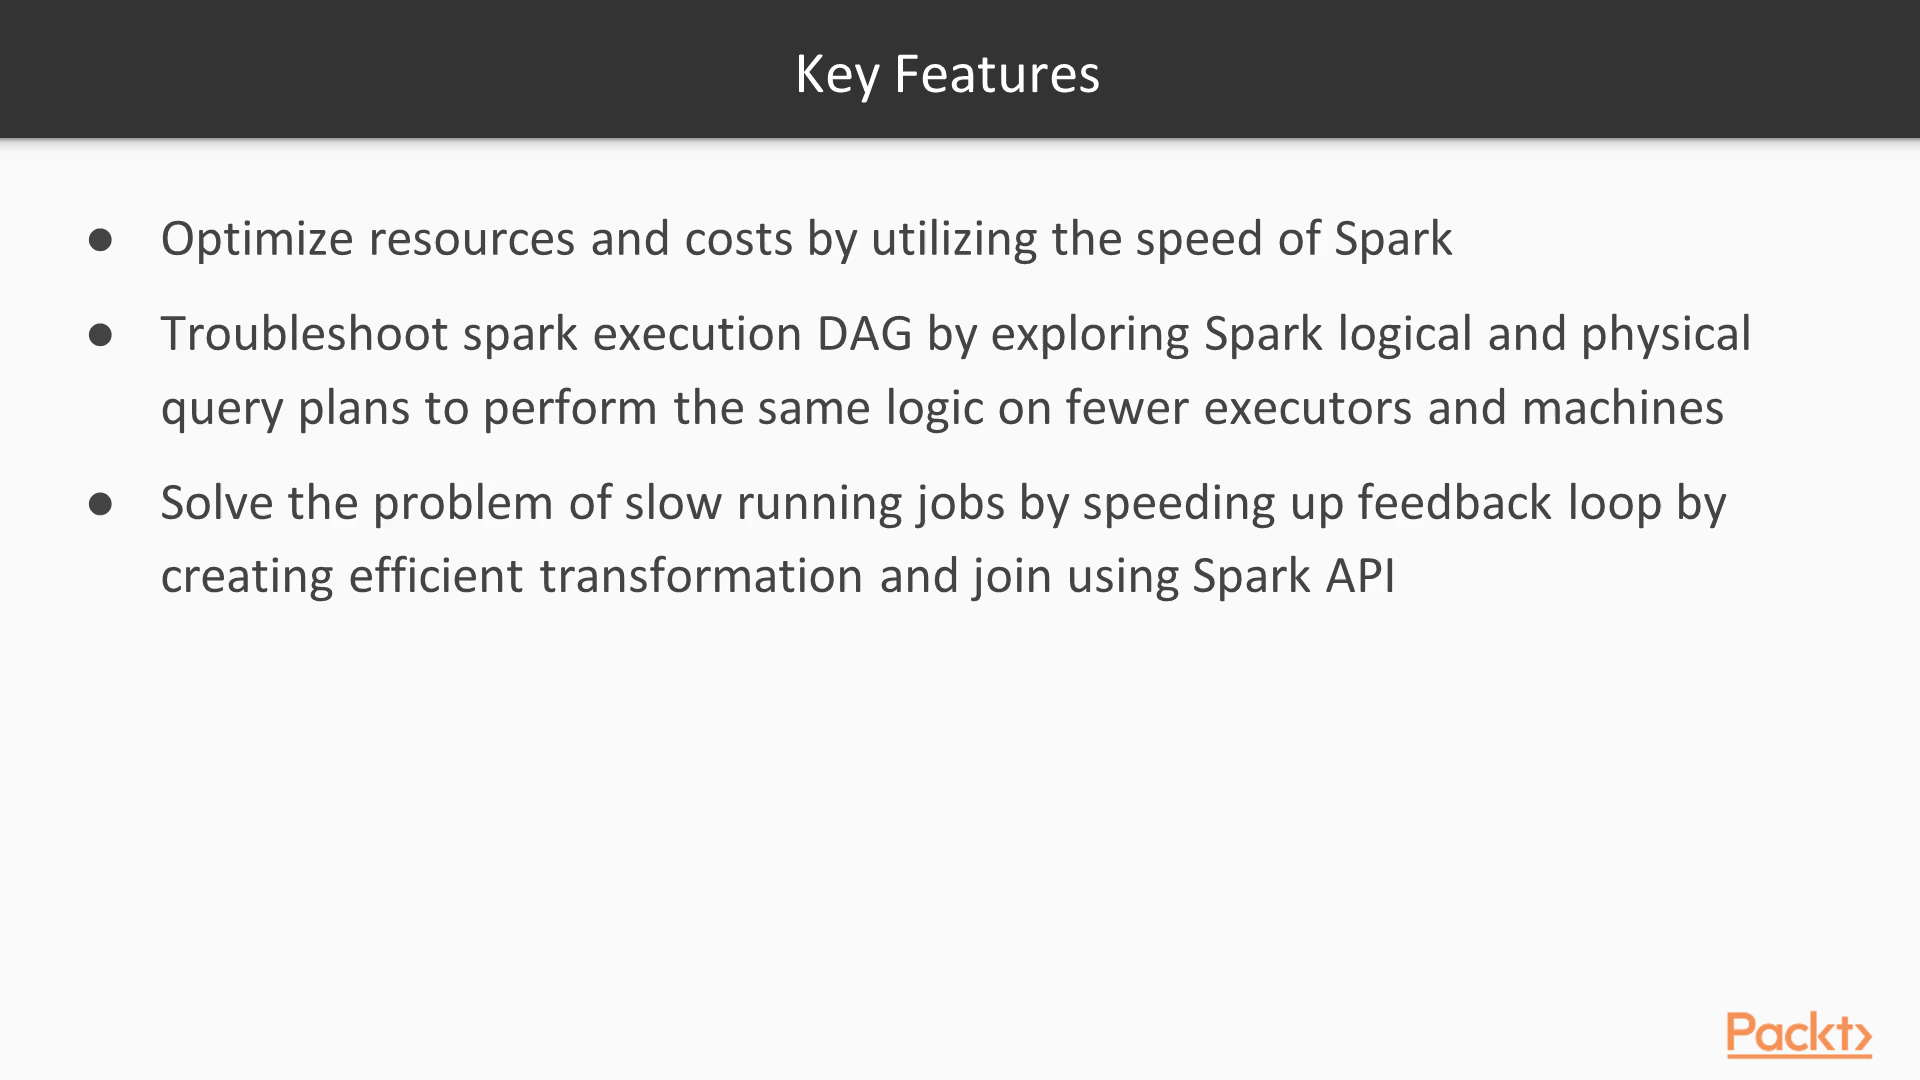 Key Features
● Optimize resources and costs by utilizing the speed of Spark
● Troubleshoot spark execution DAG by exploring Spark logical and physical
query plans to perform the same logic on fewer executors and machines
● Solve the problem of slow running jobs by speeding up feedback loop by
creating efficient transformation and join using Spark API
Packt>